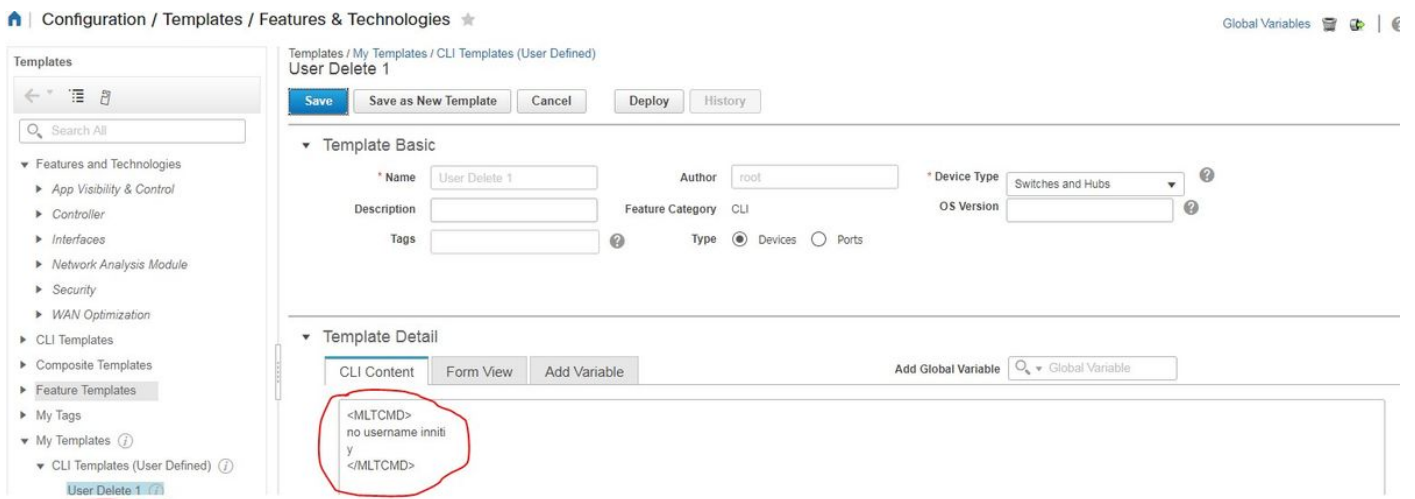 Configuration / Templates / Features & Technologies
Global Variables
Templates
Search All
Features and Technologies
App Visibility & Control
Controller
Interfaces
Network Analysis Module
Security
WAN Optimization
CLI Templates
Composite Templates
Feature Templates
My Tags
My Templates
CLI Templates (User Defined)
User Delete 1
Templates / My Templates / CLI Templates (User Defined)
User Delete 1
Save Save as New Template Cancel Deploy History
Template Basic
* Name User Delete 1 Author root * Device Type Switches and Hubs
Description Feature Category CLI OS Version
Tags Type Devices Ports
Template Detail
CLI Content Form View Add Variable Add Global Variable Global Variable
<MLTCMD>
no username inniti
y
</MLTCMD>